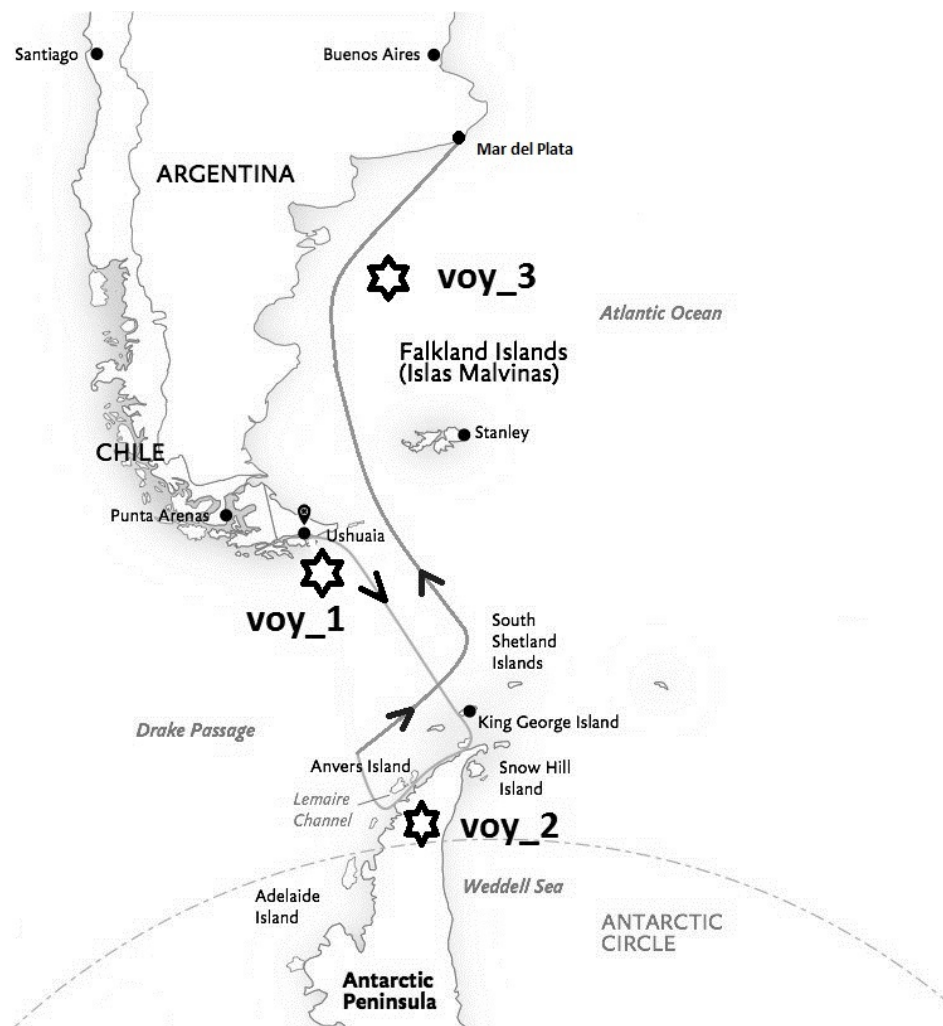 Santiago
Buenos Aires
Mar del Plata
ARGENTINA
voy_3
Atlantic Ocean
Falkland Islands
(Islas Malvinas)
Stanley
CHILE
Punta Arenas
Ushuaia
voy_1
South
Shetland
Islands
King George Island
Drake Passage
Anvers Island
Snow Hill
Island
Lemaire
Channel
voy_2
Weddell Sea
Adelaide
Island
ANTARCTIC
CIRCLE
Antarctic
Peninsula